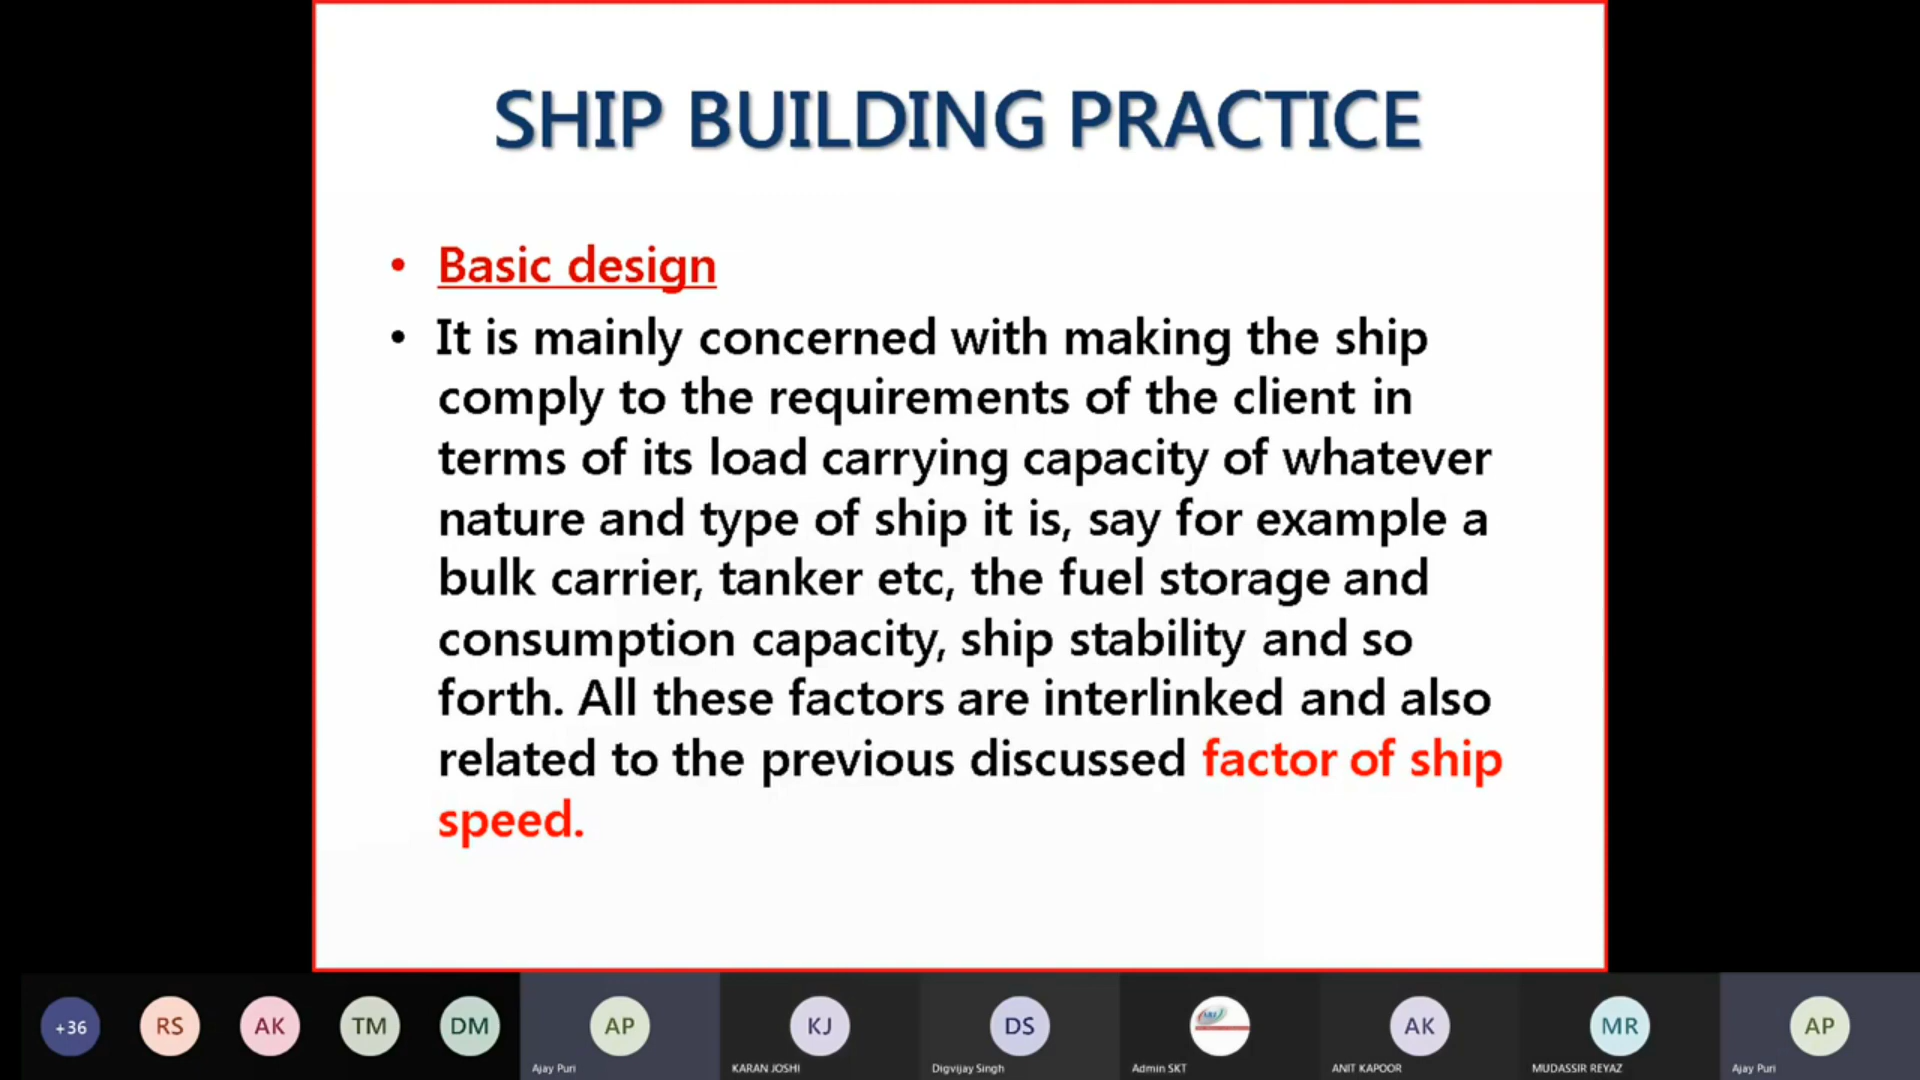 SHIP BUILDING PRACTICE
• Basic design
• It is mainly concerned with making the ship
comply to the requirements of the client in
terms of its load carrying capacity of whatever
nature and type of ship it is, say for example a
bulk carrier, tanker etc, the fuel storage and
consumption capacity, ship stability and so
forth. All these factors are interlinked and also
related to the previous discussed factor of ship
speed.
+36 RS AK TM DM AP KJ DS AK MR AP
Ajay Puri KARAN JOSHI Digvijay Singh Admin SKT ANIT KAPOOR MUDASSIR REYAZ Ajay Puri